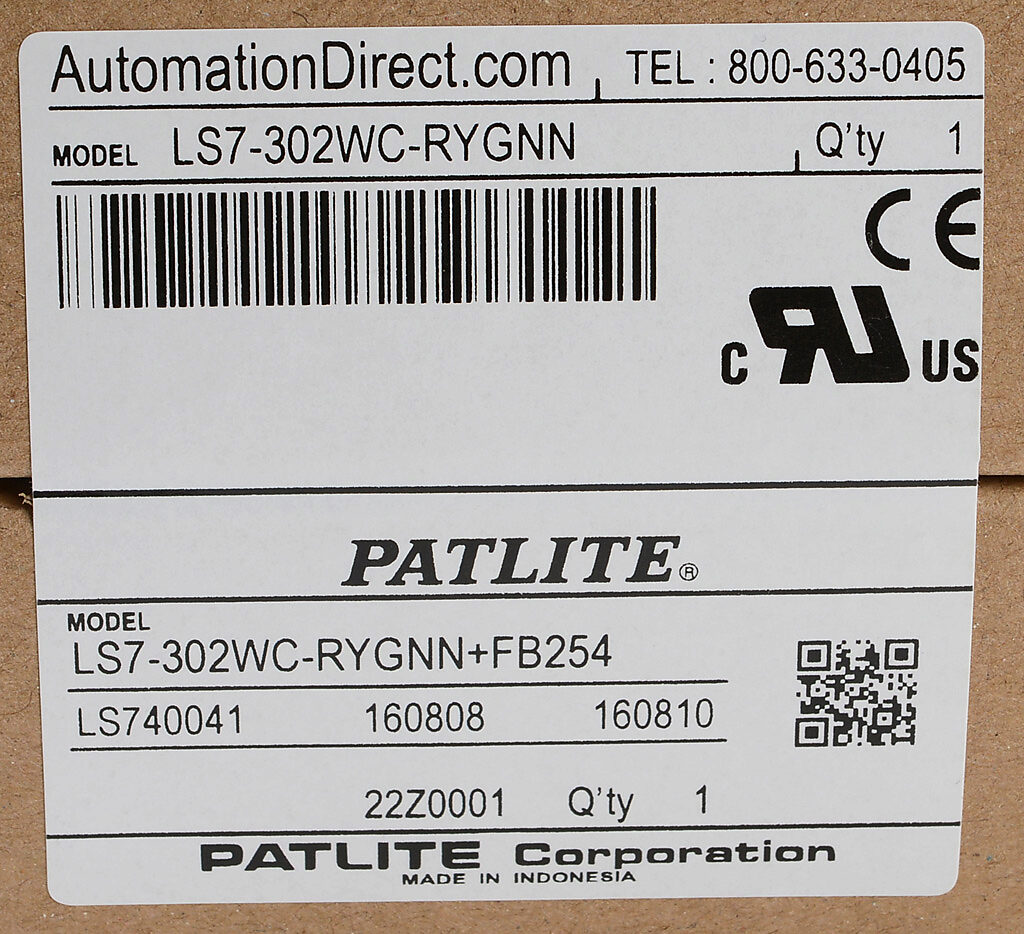 AutomationDirect.com TEL : 800-633-0405
MODEL LS7-302WC-RYGNN Q'ty 1
CE
C RU US
PATLITE®
MODEL
LS7-302WC-RYGNN+FB254
LS740041 160808 160810
22Z0001 Q'ty 1
PATLITE Corporation
MADE IN INDONESIA